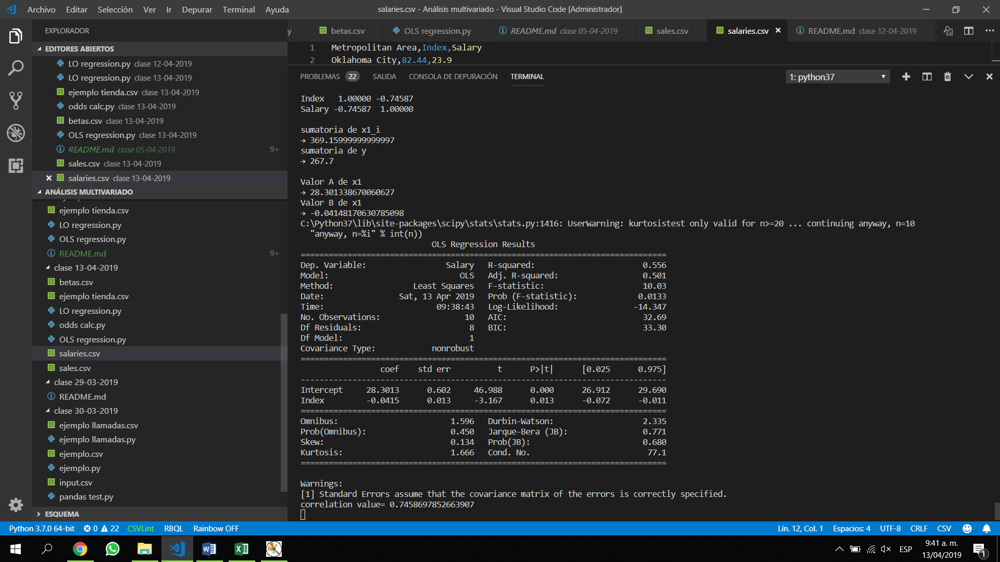 Archivo Editar Selección Ver Ir Depurar Terminal Ayuda
salaries.csv - Análisis multivariado - Visual Studio Code [Administrador]
EXPLORADOR
EDITORES ABIERTOS
LO regression.py clase 12-04-2019
LO regression.py clase 13-04-2019
ejemplo tienda.csv clase 13-04-2019
odds calc.py clase 13-04-2019
betas.csv clase 13-04-2019
OLS regression.py clase 13-04-2019
README.md clase 05-04-2019 9+
sales.csv clase 13-04-2019
salaries.csv clase 13-04-2019
ANÁLISIS MULTIVARIADO
ejemplo tienda.csv
LO regression.py
OLS regression.py
README.md 9+
clase 13-04-2019
betas.csv
ejemplo tienda.csv
LO regression.py
odds calc.py
OLS regression.py
salaries.csv
sales.csv
clase 29-03-2019
README.md
clase 30-03-2019
ejemplo llamadas.csv
ejemplo llamadas.py
ejemplo.csv
ejemplo.py
input.csv
pandas test.py
ESQUEMA
y betas.csv OLS regression.py README.md clase 05-04-2019 sales.csv salaries.csv README.md clase 12-04-2019
1 Metropolitan Area,Index,Salary
2 Oklahoma City,82.44,23.9
PROBLEMAS 22 SALIDA CONSOLA DE DEPURACIÓN TERMINAL 1: python37
Index 1.00000 -0.74587
Salary -0.74587 1.00000
sumatoria de x1_i
→ 369.15999999999997
sumatoria de y
→ 267.7
Valor A de x1
→ 28.301338670060627
Valor B de x1
→ -0.04148170630785098
C:\Python37\lib\site-packages\scipy\stats\stats.py:1416: UserWarning: kurtosistest only valid for n>=20 ... continuing anyway, n=10
"anyway, n=%i" % int(n))
OLS Regression Results
==============================================================================
Dep. Variable: Salary R-squared: 0.556
Model: OLS Adj. R-squared: 0.501
Method: Least Squares F-statistic: 10.03
Date: Sat, 13 Apr 2019 Prob (F-statistic): 0.0133
Time: 09:38:43 Log-Likelihood: -14.347
No. Observations: 10 AIC: 32.69
Df Residuals: 8 BIC: 33.30
Df Model: 1
Covariance Type: nonrobust
==============================================================================
coef std err t P>|t| [0.025 0.975]
------------------------------------------------------------------------------
Intercept 28.3013 0.602 46.988 0.000 26.912 29.690
Index -0.0415 0.013 -3.167 0.013 -0.072 -0.011
==============================================================================
Omnibus: 1.596 Durbin-Watson: 2.335
Prob(Omnibus): 0.450 Jarque-Bera (JB): 0.771
Skew: 0.134 Prob(JB): 0.680
Kurtosis: 1.666 Cond. No. 77.1
==============================================================================
Warnings:
[1] Standard Errors assume that the covariance matrix of the errors is correctly specified.
correlation value= 0.7458697852663907
Python 3.7.0 64-bit 0 22 CSVLint RBQL Rainbow OFF Lín. 12, Col. 1 Espacios: 4 UTF-8 CRLF CSV
ESP 9:41 a. m.
13/04/2019 1